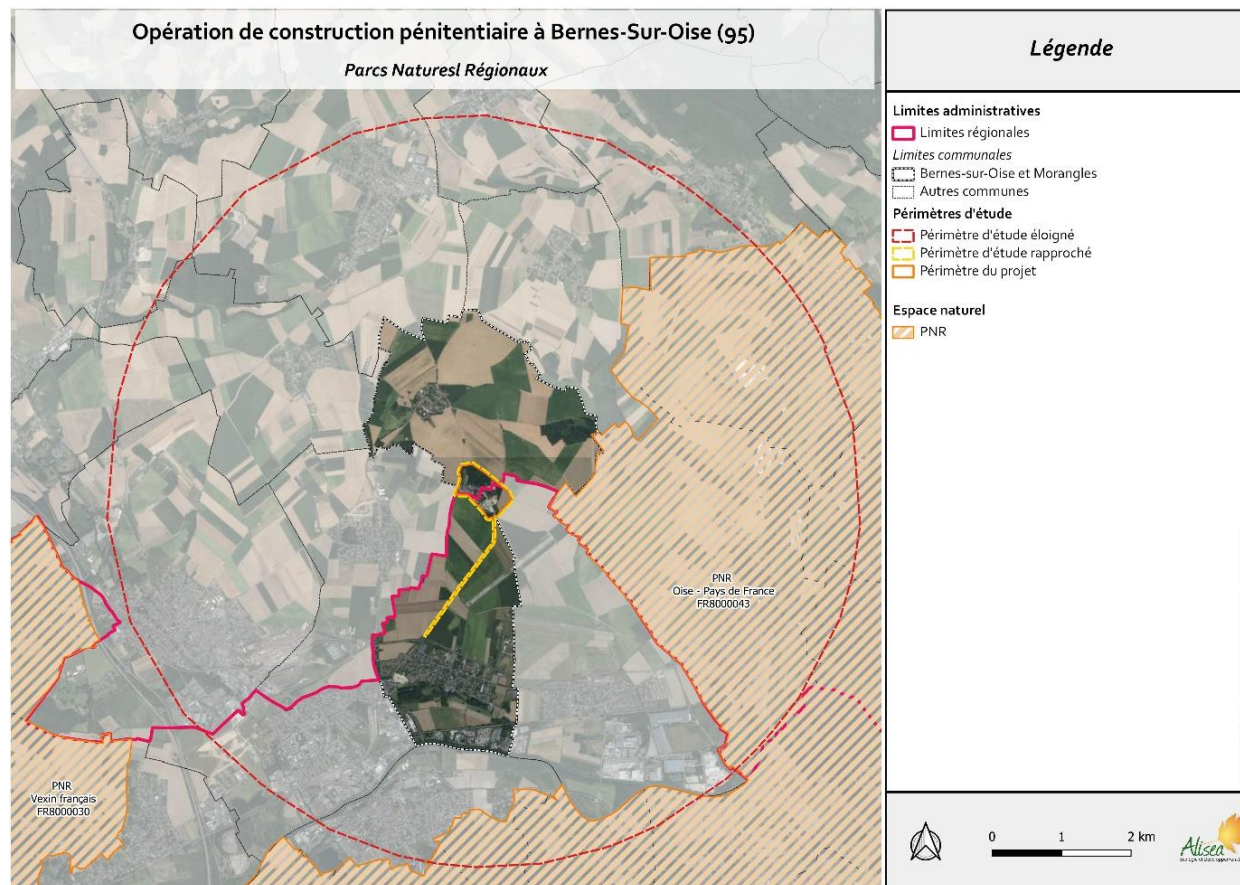 Opération de construction pénitentiaire à Bernes-Sur-Oise (95)
Parcs Naturesl Régionaux
Légende
Limites administratives
Limites régionales
Limites communales
Bernes-sur-Oise et Morangles
Autres communes
Périmètres d'étude
Périmètre d'étude éloigné
Périmètre d'étude rapproché
Périmètre du projet
Espace naturel
PNR
PNR
Oise - Pays de France
FR8000043
PNR
Vexin français
FR8000030
0 1 2 km
Alisea